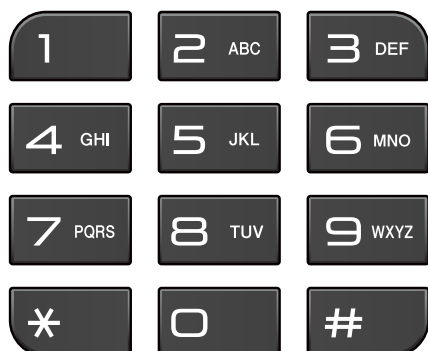 1 2 ABC 3 DEF
4 GHI 5 JKL 6 MNO
7 PQRS 8 TUV 9 WXYZ
* 0 #